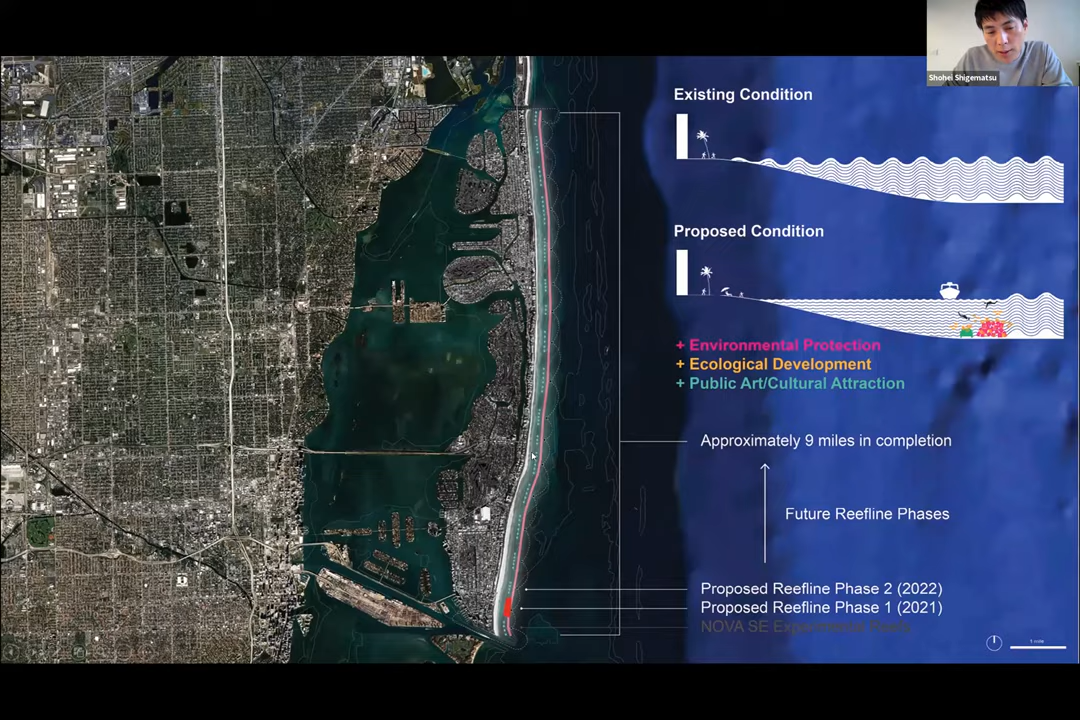 Shohei Shigematsu
Existing Condition
Proposed Condition
+ Environmental Protection
+ Ecological Development
+ Public Art/Cultural Attraction
Approximately 9 miles in completion
Future Reefline Phases
Proposed Reefline Phase 2 (2022)
Proposed Reefline Phase 1 (2021)
NOVA SE Experimental Reefs
1 mile